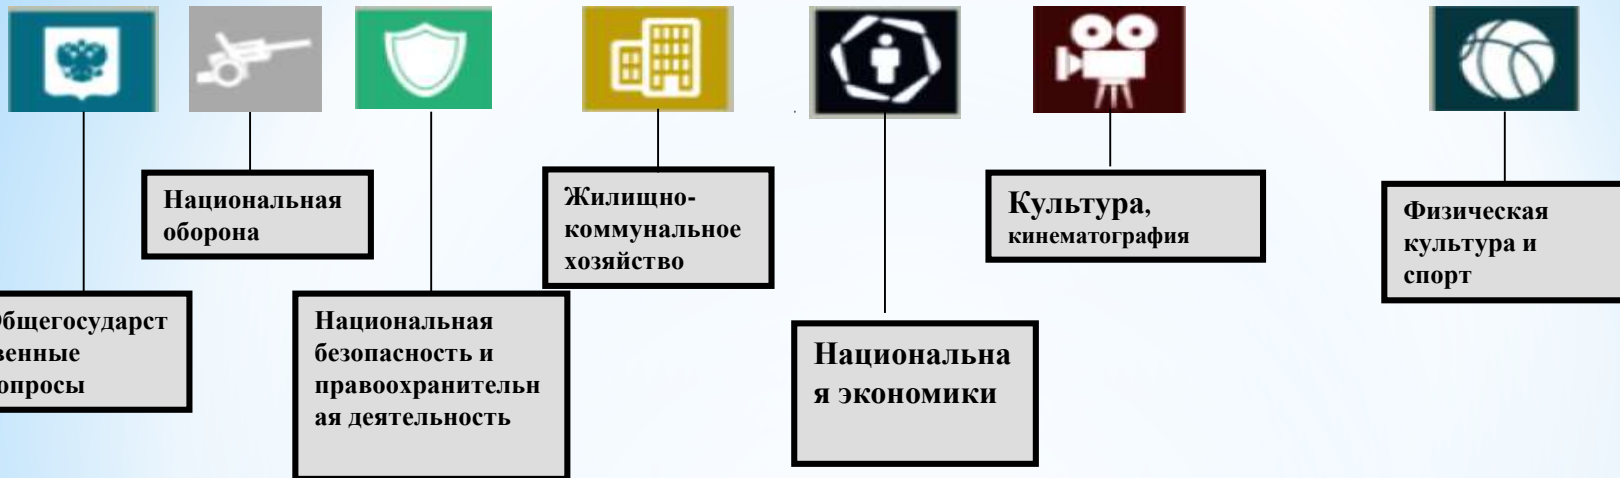 Национальная
оборона
Жилищно-
коммунальное
хозяйство
Культура,
кинематография
Физическая
культура и
спорт
Общегосударст
венные
вопросы
Национальная
безопасность и
правоохранительн
ая деятельность
Национальна
я экономики